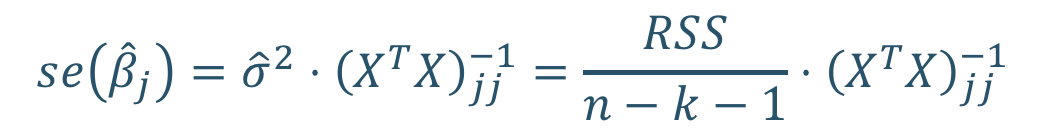 se(β̂ⱼ) = σ̂² · (XᵀX)⁻¹ⱼⱼ = RSS / (n − k − 1) · (XᵀX)⁻¹ⱼⱼ